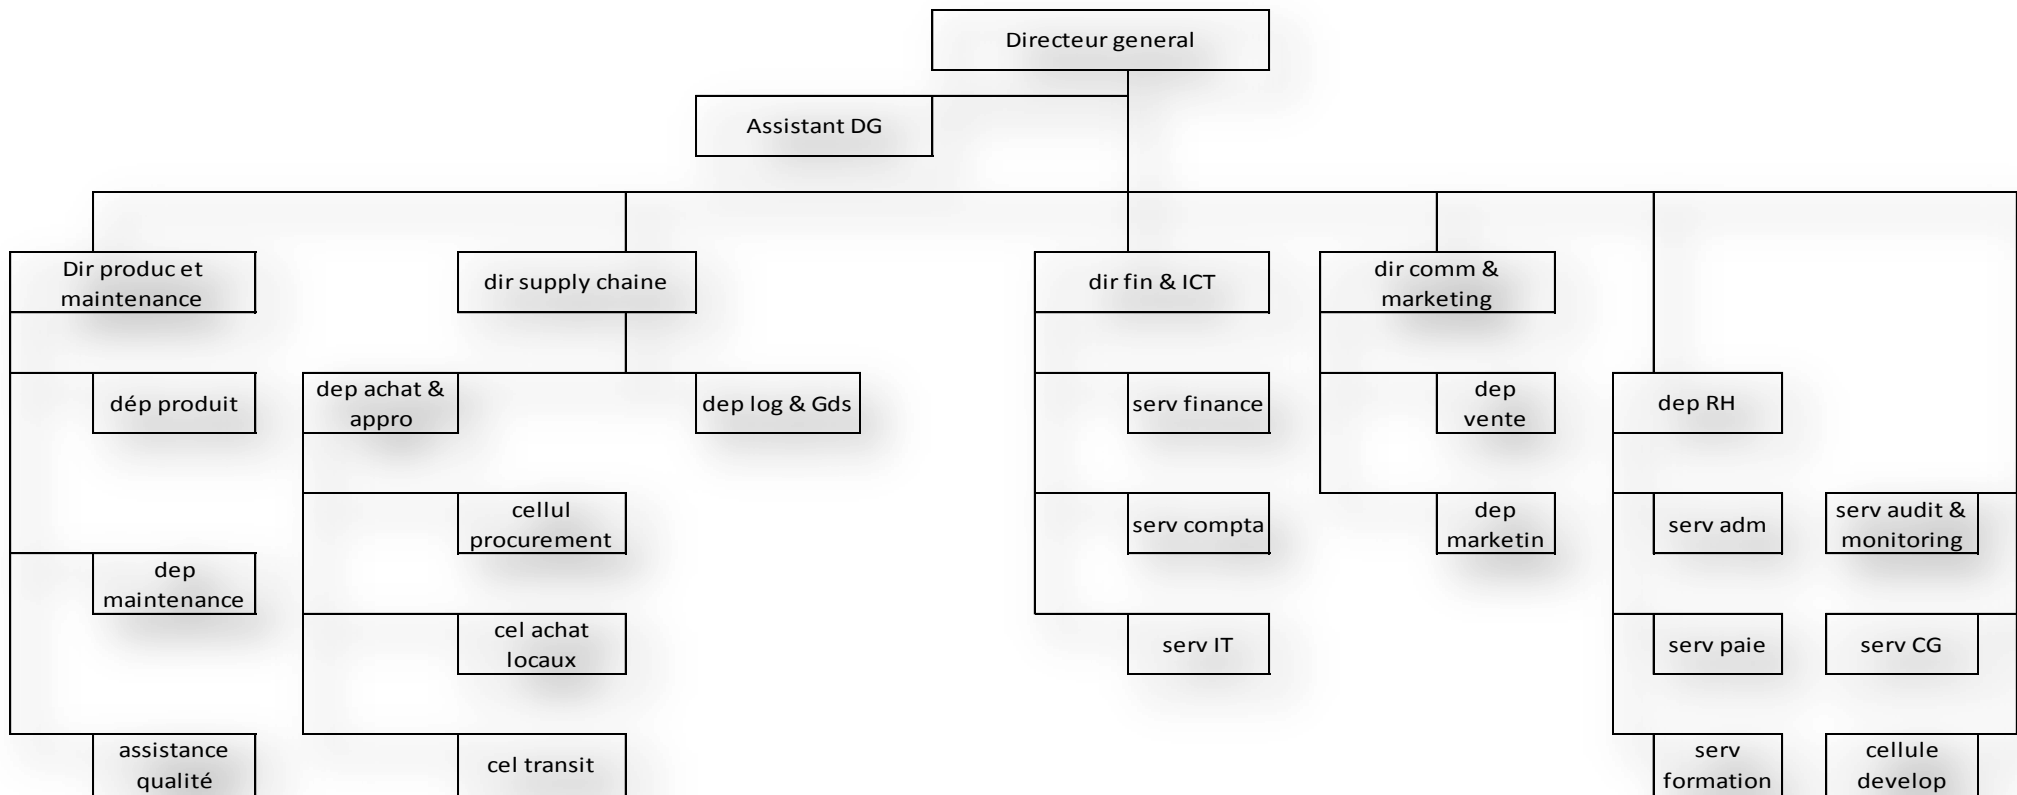 Directeur general
Assistant DG
Dir produc et
maintenance
dir supply chaine
dir fin & ICT
dir comm &
marketing
dép produit
dep achat &
appro
dep log & Gds
serv finance
dep
vente
dep RH
cellul
procurement
serv compta
dep
marketin
serv adm
serv audit &
monitoring
dep
maintenance
cel achat
locaux
serv IT
serv paie
serv CG
assistance
qualité
cel transit
serv
formation
cellule
develop